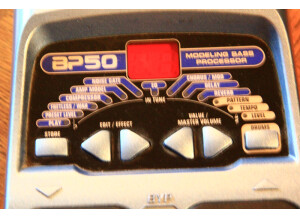 BP50
MODELING BASS
PROCESSOR
NOISE GATE
AMP MODEL
COMPRESSOR
FRETLESS / WAH
PRESET LEVEL
PLAY
IN TUNE
CHORUS / MOD
DELAY
REVERB
PATTERN
TEMPO
LEVEL
STORE
EDIT / EFFECT
VALUE /
MASTER VOLUME
DRUMS